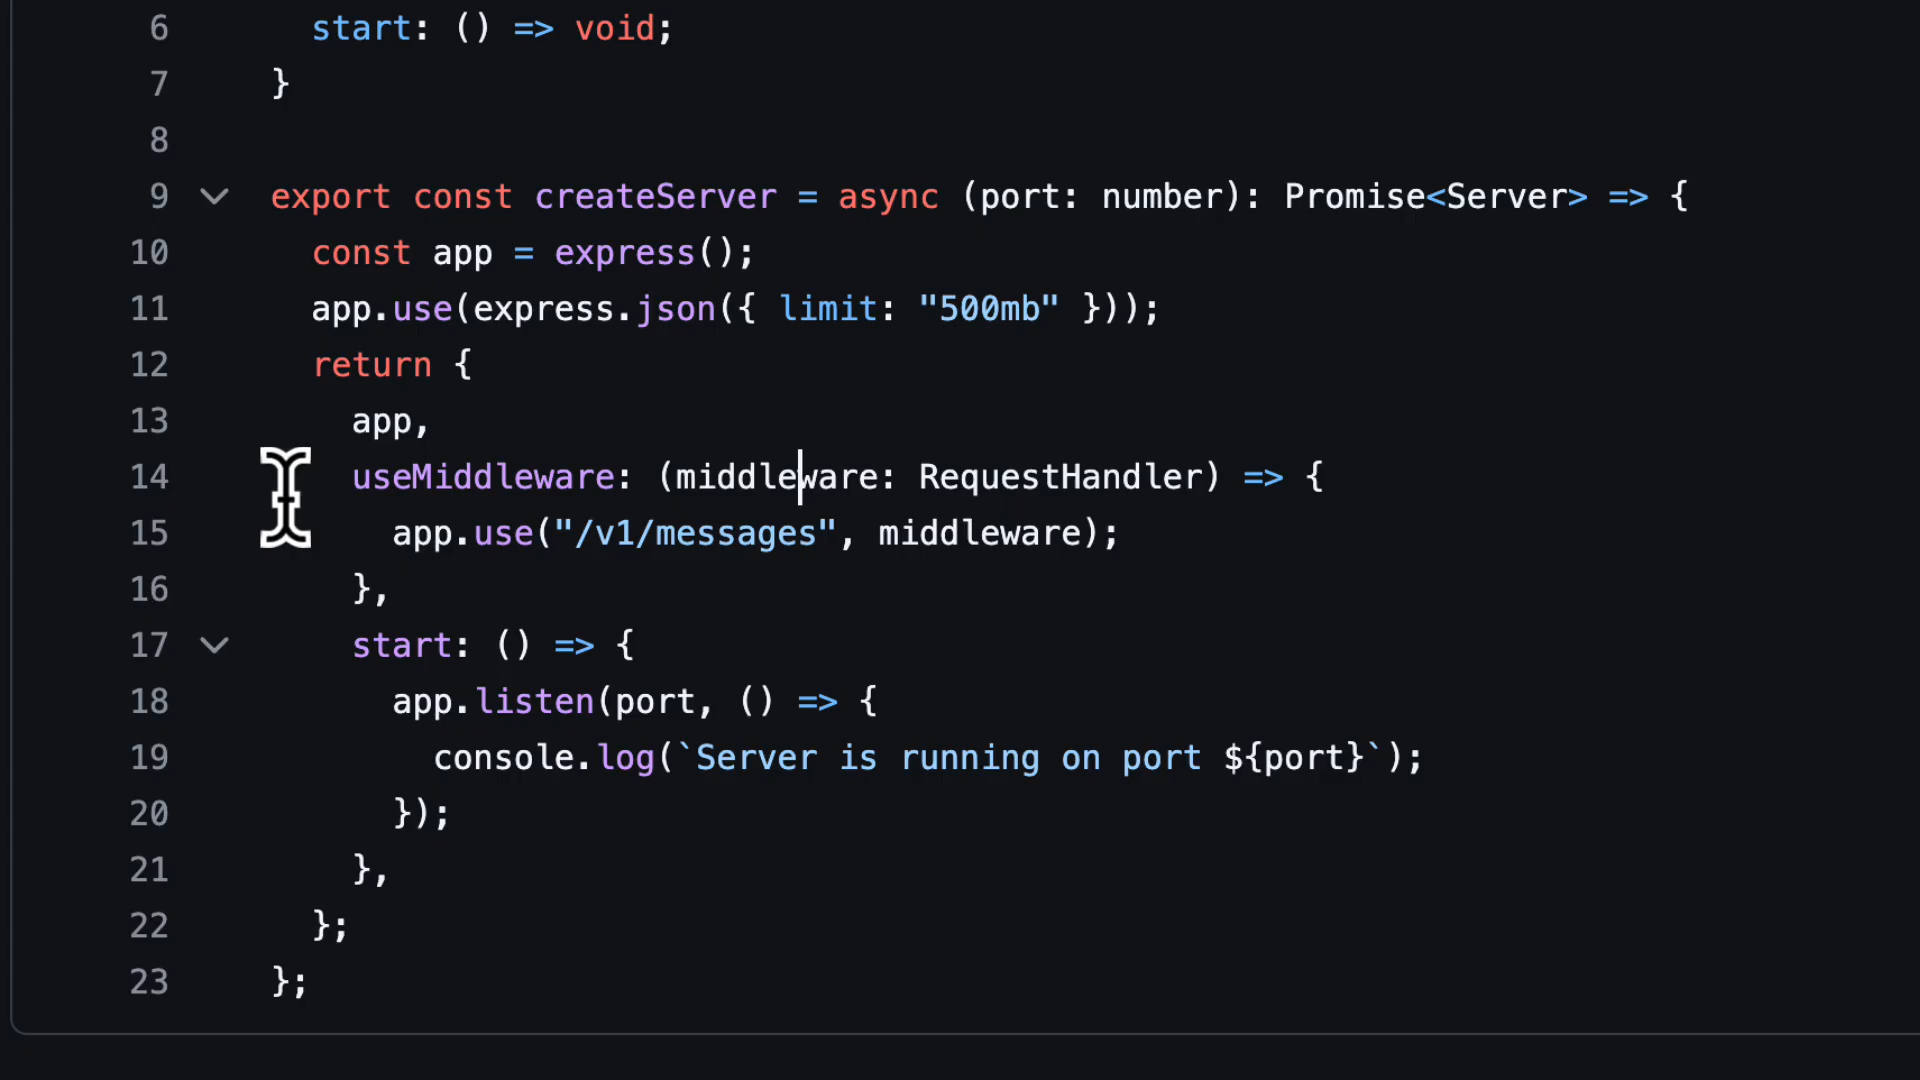 6 start: () => void;
7 }
8
9 export const createServer = async (port: number): Promise<Server> => {
10 const app = express();
11 app.use(express.json({ limit: "500mb" }));
12 return {
13 app,
14 useMiddleware: (middleware: RequestHandler) => {
15 app.use("/v1/messages", middleware);
16 },
17 start: () => {
18 app.listen(port, () => {
19 console.log(`Server is running on port ${port}`);
20 });
21 },
22 };
23 };